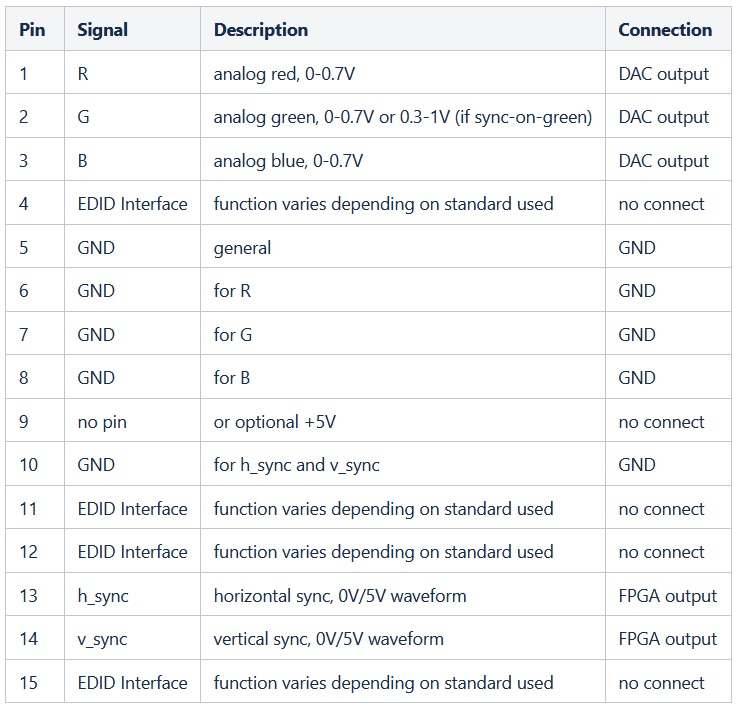 Pin Signal Description Connection
1 R analog red, 0-0.7V DAC output
2 G analog green, 0-0.7V or 0.3-1V (if sync-on-green) DAC output
3 B analog blue, 0-0.7V DAC output
4 EDID Interface function varies depending on standard used no connect
5 GND general GND
6 GND for R GND
7 GND for G GND
8 GND for B GND
9 no pin or optional +5V no connect
10 GND for h_sync and v_sync GND
11 EDID Interface function varies depending on standard used no connect
12 EDID Interface function varies depending on standard used no connect
13 h_sync horizontal sync, 0V/5V waveform FPGA output
14 v_sync vertical sync, 0V/5V waveform FPGA output
15 EDID Interface function varies depending on standard used no connect